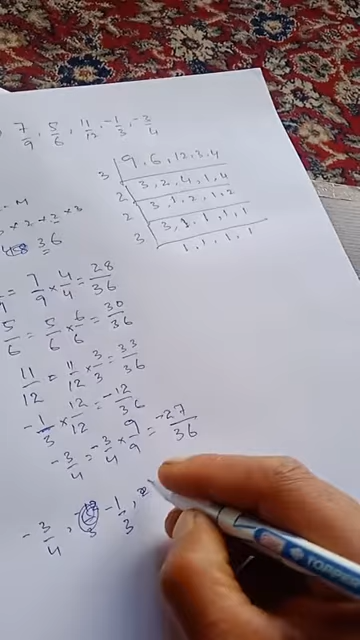 7/9, 5/6, 11/12, -1/3, -3/4
3 | 9, 6, 12, 3, 4
2 | 3, 2, 4, 1, 4
2 | 3, 1, 2, 1, 2
3 | 3, 1, 1, 1, 1
1, 1, 1, 1
- M
× 2 × 2 × 3
36
= 7/9 × 4/4 = 28/36
5/6 = 5/6 × 6/6 = 30/36
11/12 = 11/12 × 3/3 = 33/36
-1/3 × 12/12 = -12/36
-3/4 = -3/4 × 9/9 = -27/36
-3/4, -1/3,
TOPPER